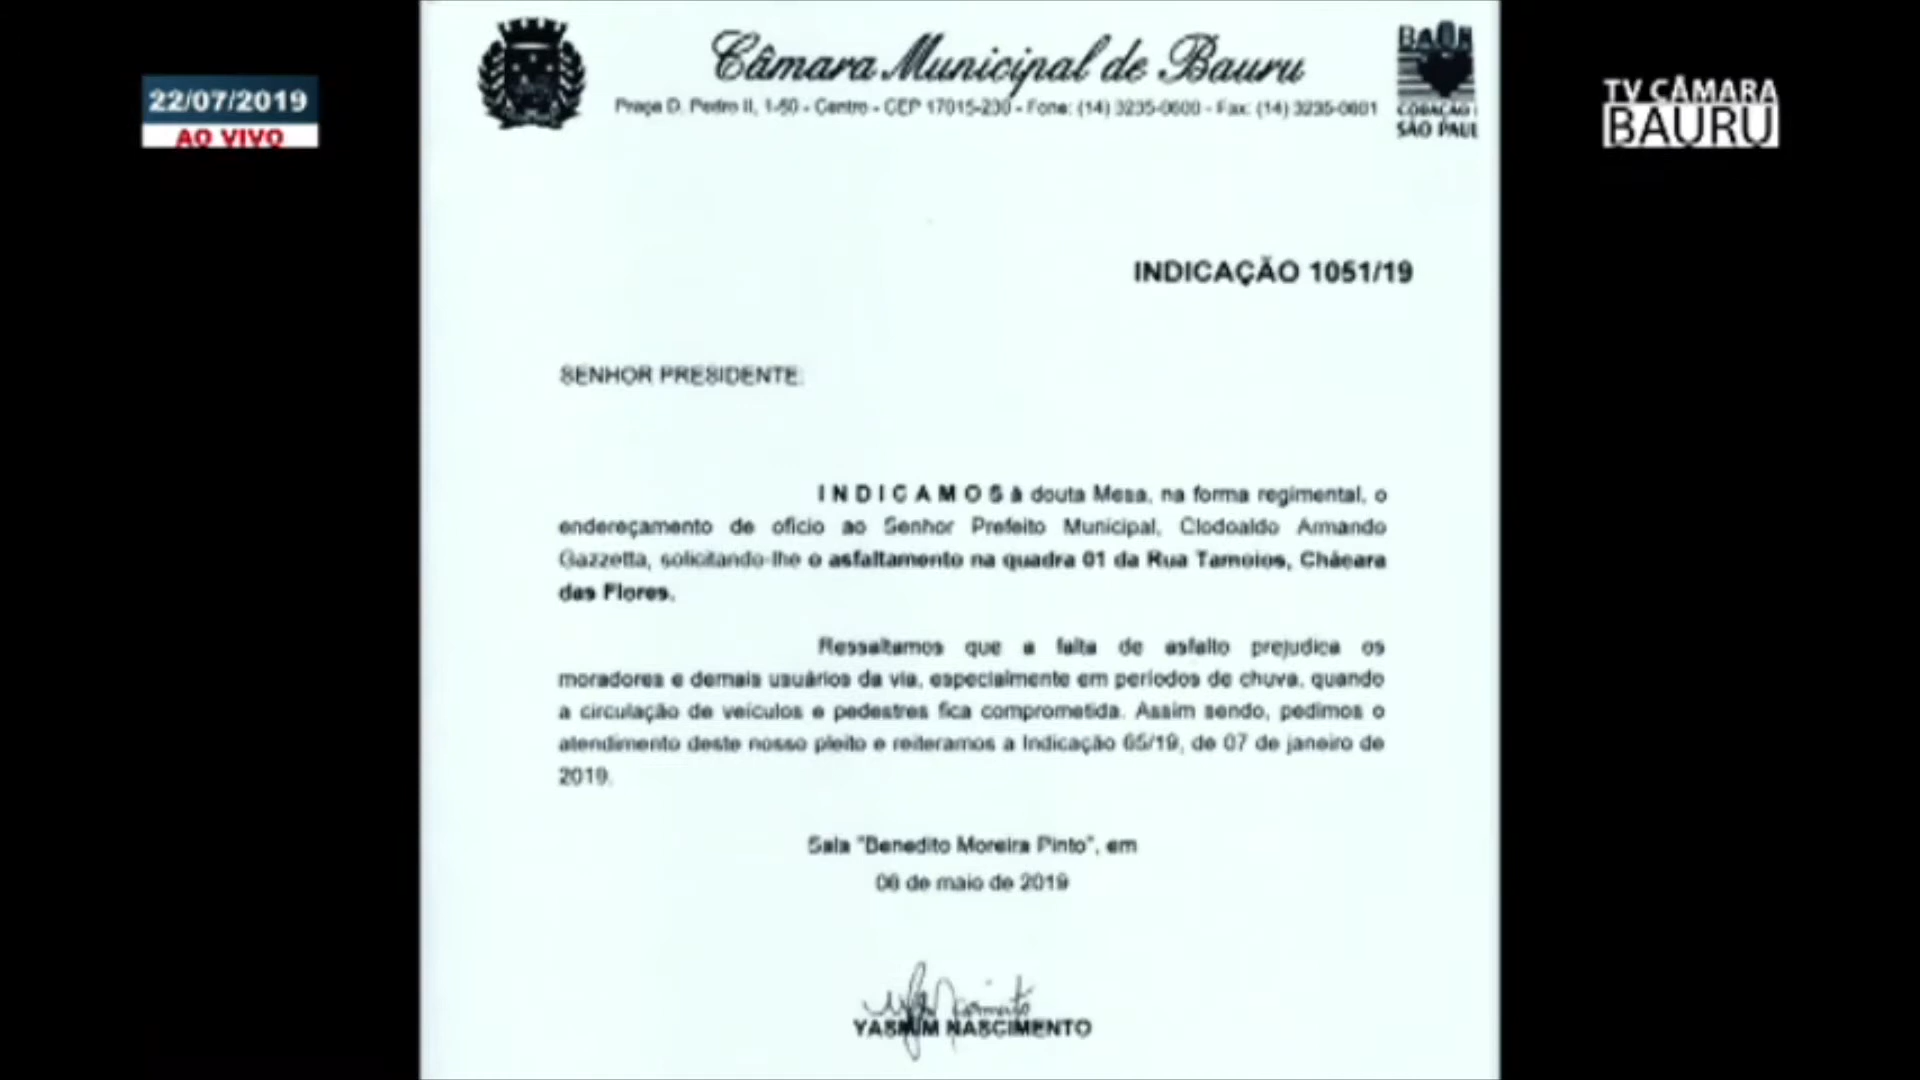 22/07/2019
AO VIVO
Câmara Municipal de Bauru
Praça D. Pedro II, 1-50 - Centro - CEP 17015-230 - Fone: (14) 3235-0600 - Fax: (14) 3235-0601
BAURU
CORAÇÃO
SÃO PAUL
TV CÂMARA
BAURU
INDICAÇÃO 1051/19
SENHOR PRESIDENTE:
I N D I C A M O S à douta Mesa, na forma regimental, o
endereçamento de ofício ao Senhor Prefeito Municipal, Clodoaldo Armando
Gazzetta, solicitando-lhe o asfaltamento na quadra 01 da Rua Tamoios, Chácara
das Flores.
Ressaltamos que a falta de asfalto prejudica os
moradores e demais usuários da via, especialmente em períodos de chuva, quando
a circulação de veículos e pedestres fica comprometida. Assim sendo, pedimos o
atendimento deste nosso pleito e reiteramos a Indicação 65/19, de 07 de janeiro de
2019.
Sala "Benedito Moreira Pinto", em
06 de maio de 2019
YASMIM NASCIMENTO